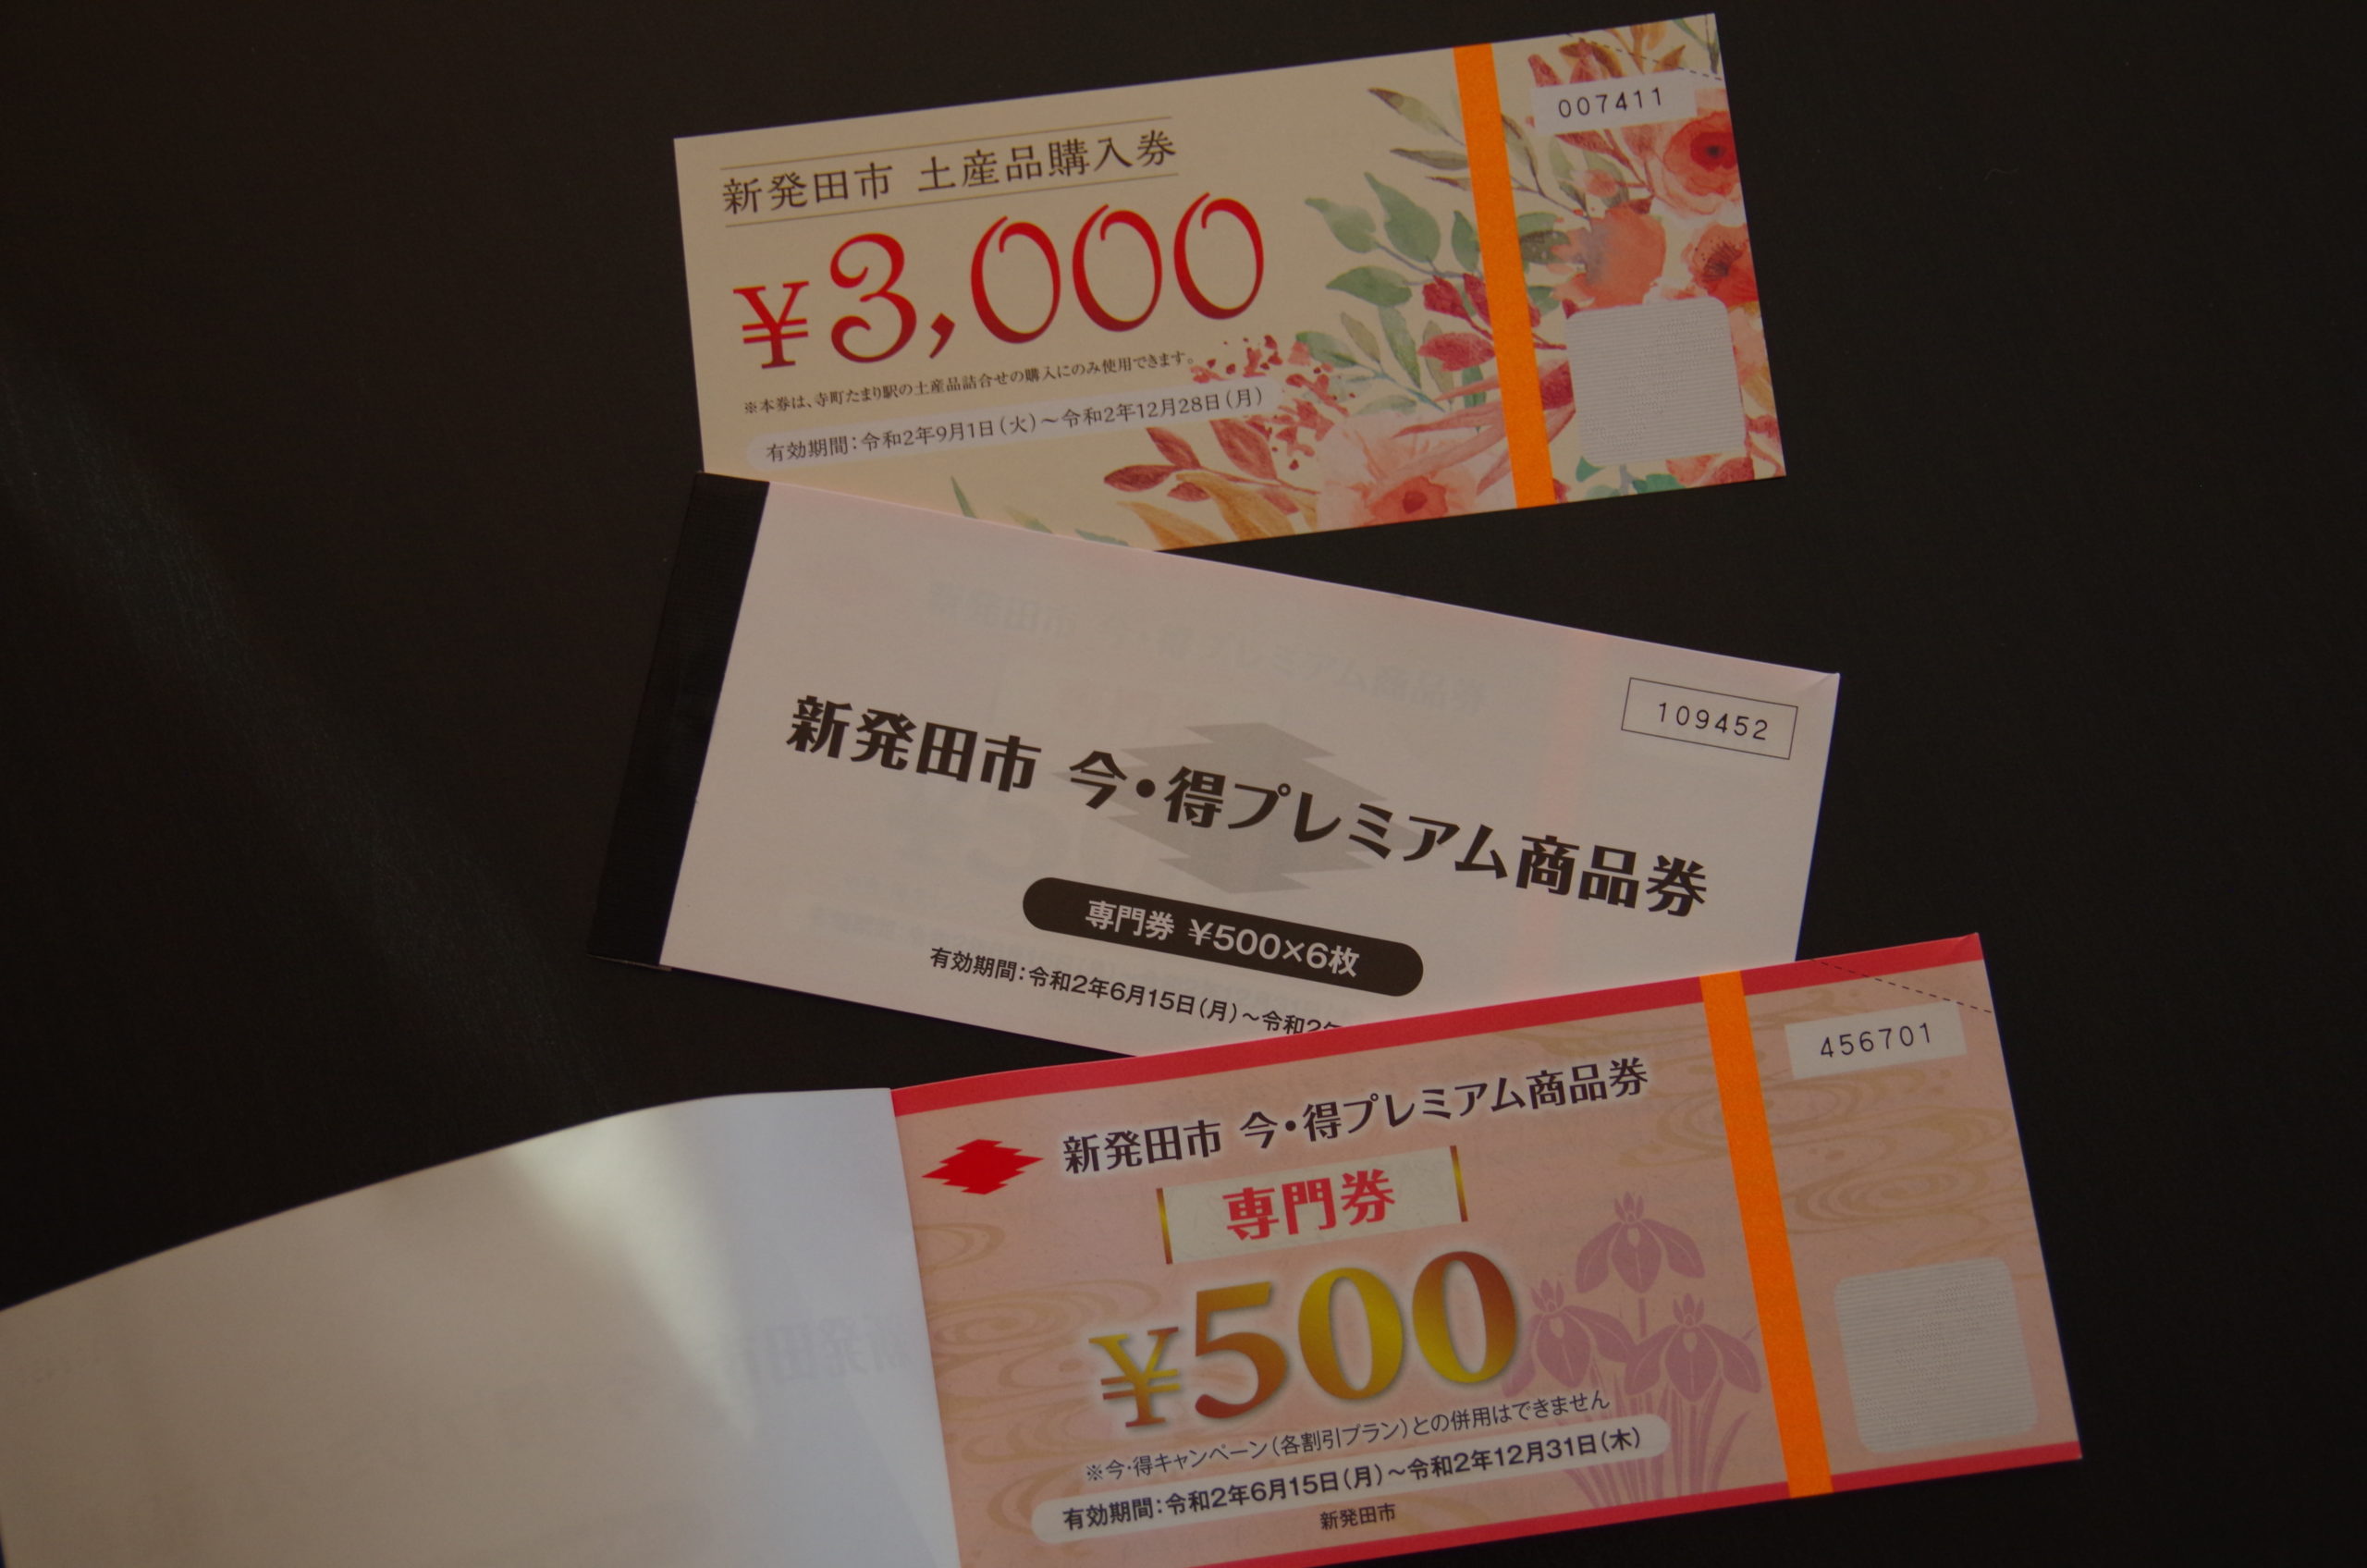 007411
新発田市 土産品購入券
¥3,000
※本券は、寺町たまり駅の土産品詰合せの購入にのみ使用できます。
有効期間:令和2年9月1日(火)～令和2年12月28日(月)
109452
新発田市 今・得プレミアム商品券
専門券 ¥500×6枚
有効期間:令和2年6月15日(月)～令和2年
456701
新発田市 今・得プレミアム商品券
専門券
¥500
※今・得キャンペーン(各割引プラン)との併用はできません
有効期間:令和2年6月15日(月)～令和2年12月31日(木)
新発田市